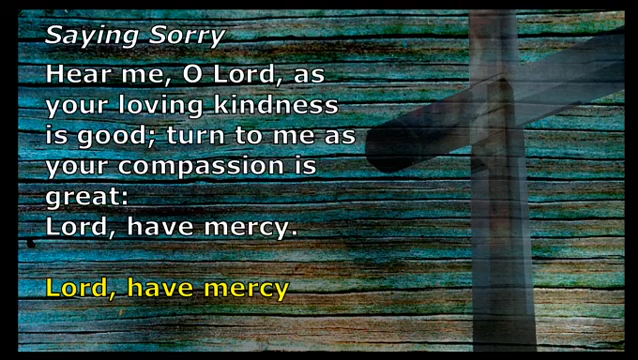 Saying Sorry
Hear me, O Lord, as
your loving kindness
is good; turn to me as
your compassion is
great:
Lord, have mercy.
Lord, have mercy